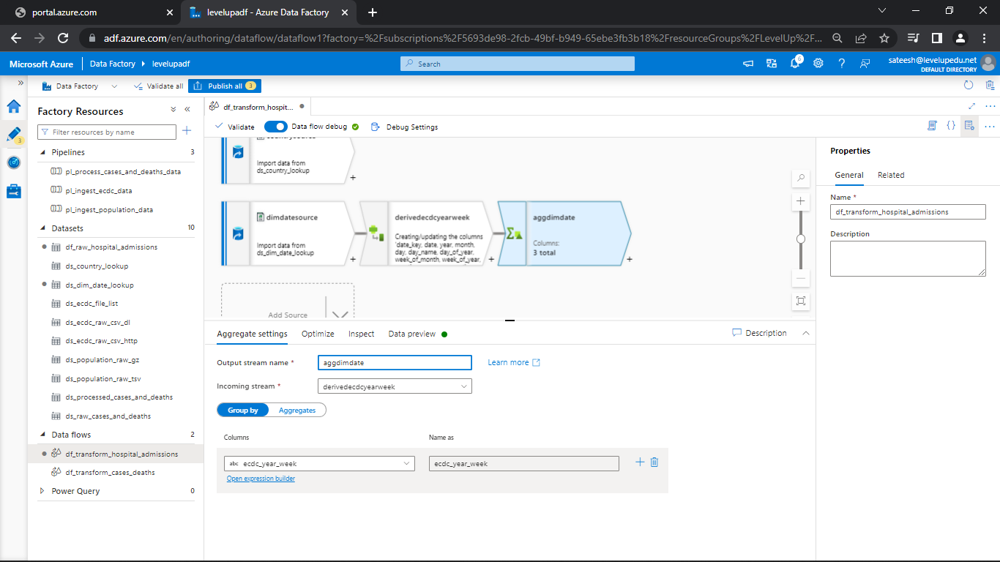 portal.azure.com
levelupadf - Azure Data Factory
adf.azure.com/en/authoring/dataflow/dataflow1?factory=%2Fsubscriptions%2F5693de98-2fcb-49bf-b949-65ebe3fb3b18%2FresourceGroups%2FLevelUp%2F...
Microsoft Azure
Data Factory
levelupadf
Search
6
sateesh@levelupedu.net
DEFAULT DIRECTORY
Data Factory
Validate all
Publish all 3
3
Factory Resources
Filter resources by name
Pipelines 3
pl_process_cases_and_deaths_data
pl_ingest_ecdc_data
pl_ingest_population_data
Datasets 10
df_raw_hospital_admissions
ds_country_lookup
ds_dim_date_lookup
ds_ecdc_file_list
ds_ecdc_raw_csv_dl
ds_ecdc_raw_csv_http
ds_population_raw_gz
ds_population_raw_tsv
ds_processed_cases_and_deaths
ds_raw_cases_and_deaths
Data flows 2
df_transform_hospital_admissions
df_transform_cases_deaths
Power Query 0
df_transform_hospit...
Validate
Data flow debug
Debug Settings
Import data from
ds_country_lookup
dimdatesource
Import data from
ds_dim_date_lookup
derivedecdcyearweek
Creating/updating the columns
'date_key, date, year, month,
day, day_name, day_of_year,
week_of_month, week_of_year,
aggdimdate
Columns:
3 total
Add Source
Aggregate settings
Optimize
Inspect
Data preview
Description
Output stream name *
aggdimdate
Learn more
Incoming stream *
derivedecdcyearweek
Group by
Aggregates
Columns
Name as
abc ecdc_year_week
ecdc_year_week
Open expression builder
Properties
General
Related
Name *
df_transform_hospital_admissions
Description